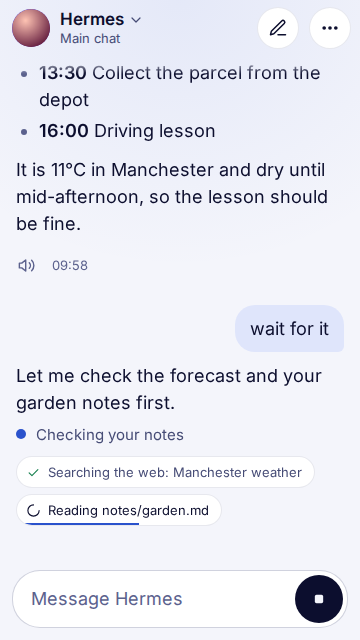 Hermes
Main chat
13:30 Collect the parcel from the
depot
16:00 Driving lesson
It is 11°C in Manchester and dry until
mid-afternoon, so the lesson should
be fine.
09:58
wait for it
Let me check the forecast and your
garden notes first.
Checking your notes
Searching the web: Manchester weather
Reading notes/garden.md
Message Hermes